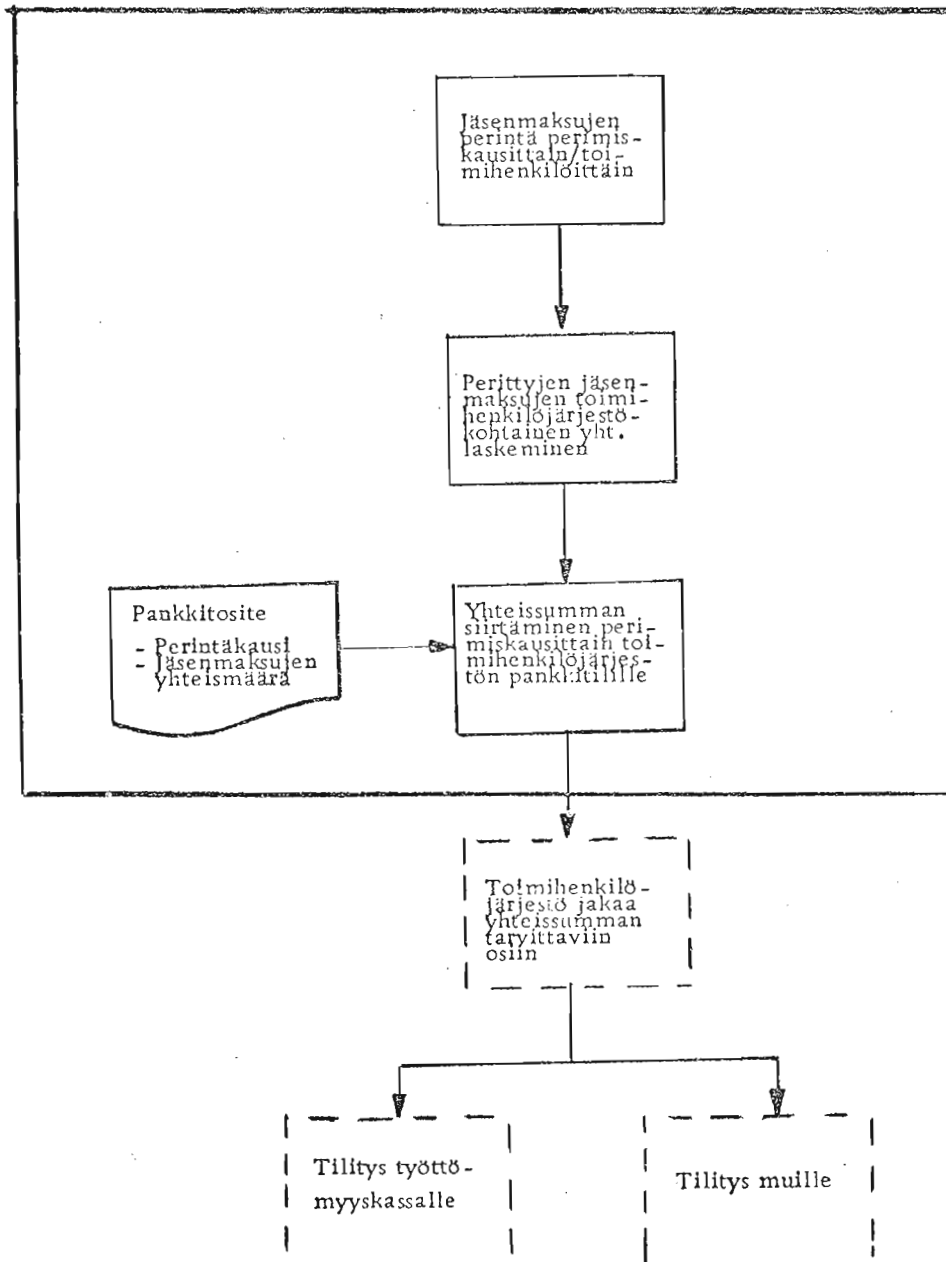 Jäsenmaksujen
perintä perimis-
kausittain/toi-
mihenkilöittäin
Perittyjen jäsen-
maksujen toimi-
henkilöjärjestö-
kohtainen yht.
laskeminen
Pankkitosite
- Perintäkausi
- Jäsenmaksujen
yhteismäärä
Yhteissumman
siirtäminen peri-
miskausittain toi-
mihenkilöjärjes-
tön pankkitilille
Toimihenkilö-
järjestö jakaa
yhteissumman
tarvittaviin
osiin
Tilitys työttö-
myyskassalle
Tilitys muille